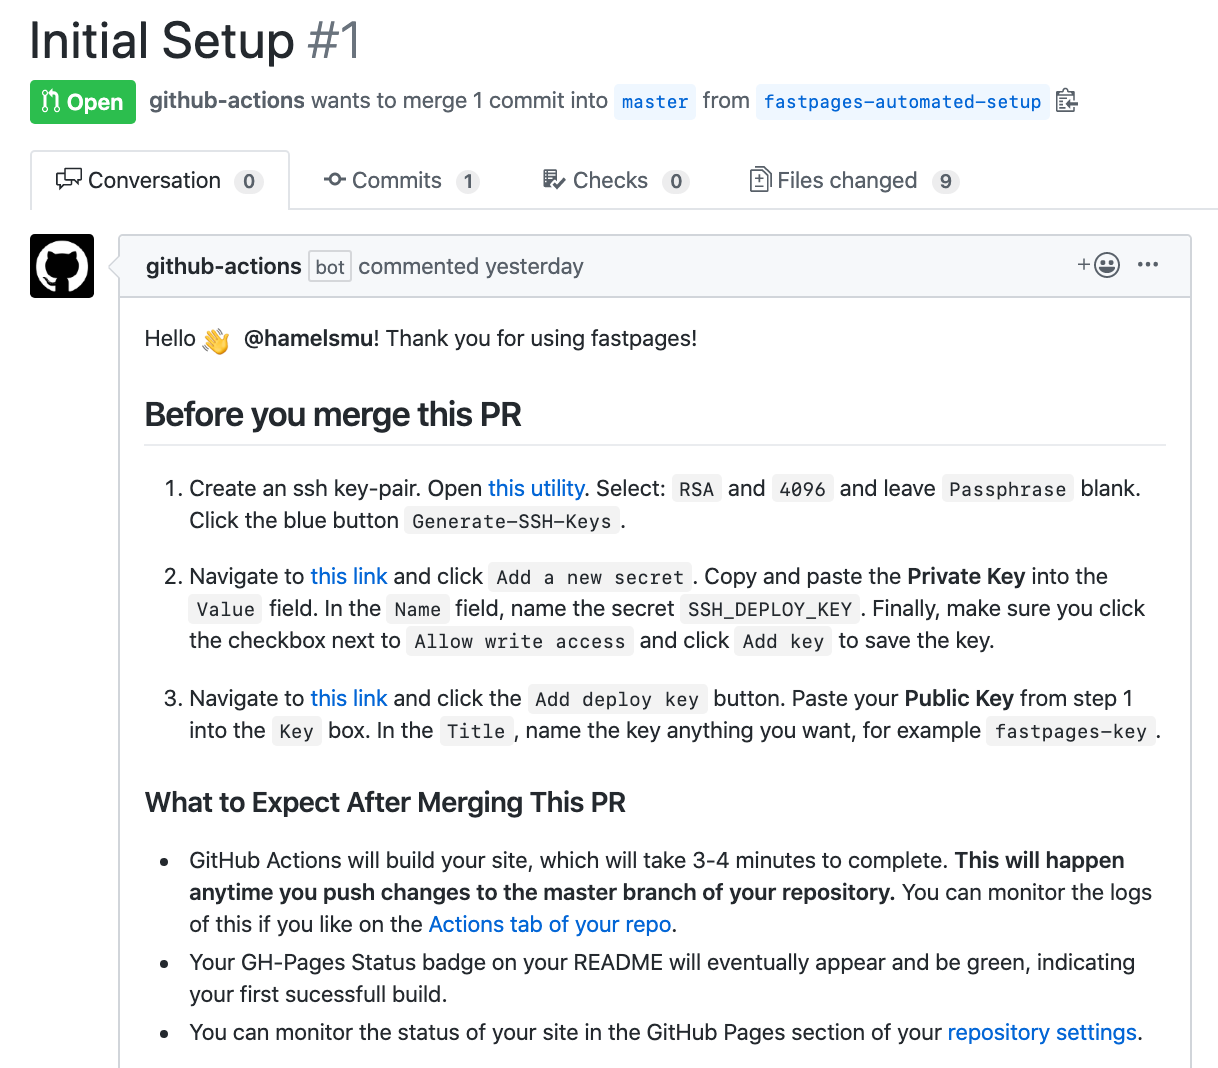 Initial Setup #1
Open github-actions wants to merge 1 commit into master from fastpages-automated-setup
Conversation 0 Commits 1 Checks 0 Files changed 9
github-actions bot commented yesterday
Hello 👋 @hamelsmu! Thank you for using fastpages!
Before you merge this PR
1. Create an ssh key-pair. Open this utility. Select: RSA and 4096 and leave Passphrase blank.
Click the blue button Generate-SSH-Keys.
2. Navigate to this link and click Add a new secret. Copy and paste the Private Key into the
Value field. In the Name field, name the secret SSH_DEPLOY_KEY. Finally, make sure you click
the checkbox next to Allow write access and click Add key to save the key.
3. Navigate to this link and click the Add deploy key button. Paste your Public Key from step 1
into the Key box. In the Title, name the key anything you want, for example fastpages-key.
What to Expect After Merging This PR
• GitHub Actions will build your site, which will take 3-4 minutes to complete. This will happen
anytime you push changes to the master branch of your repository. You can monitor the logs
of this if you like on the Actions tab of your repo.
• Your GH-Pages Status badge on your README will eventually appear and be green, indicating
your first sucessfull build.
• You can monitor the status of your site in the GitHub Pages section of your repository settings.